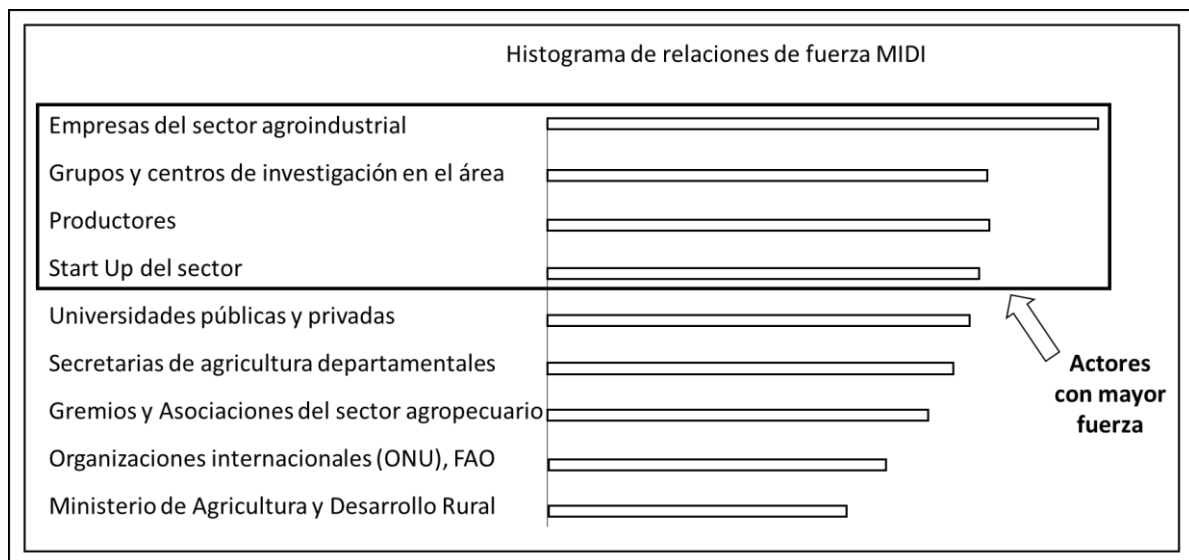 Histograma de relaciones de fuerza MIDI
Empresas del sector agroindustrial
Grupos y centros de investigación en el área
Productores
Start Up del sector
Universidades públicas y privadas
Secretarias de agricultura departamentales
Gremios y Asociaciones del sector agropecuario
Organizaciones internacionales (ONU), FAO
Ministerio de Agricultura y Desarrollo Rural
Actores
con mayor
fuerza